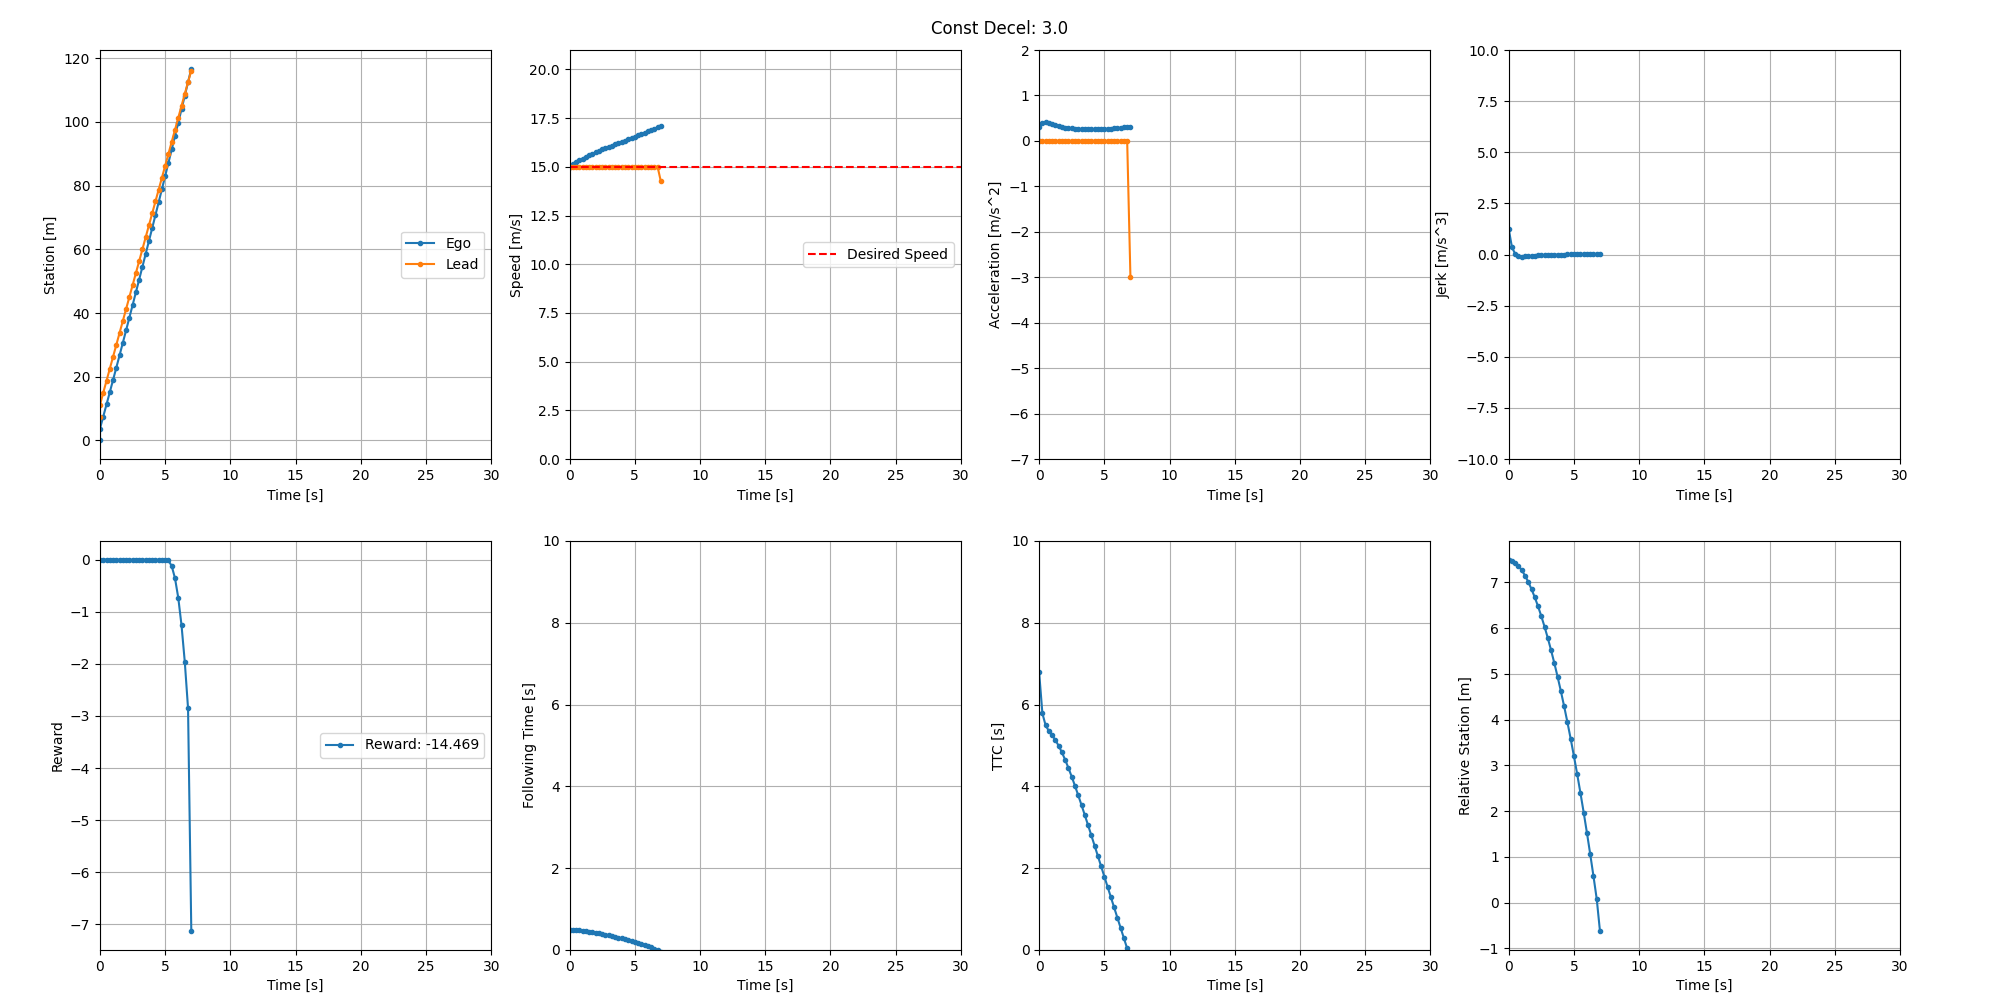 Const Decel: 3.0
120
100
80
60
40
20
0
Station [m]
Ego
Lead
0 5 10 15 20 25 30
Time [s]
20.0
17.5
15.0
12.5
10.0
7.5
5.0
2.5
0.0
Speed [m/s]
Desired Speed
0 5 10 15 20 25 30
Time [s]
2
1
0
−1
−2
−3
−4
−5
−6
−7
Acceleration [m/s^2]
0 5 10 15 20 25 30
Time [s]
10.0
7.5
5.0
2.5
0.0
−2.5
−5.0
−7.5
−10.0
Jerk [m/s^3]
0 5 10 15 20 25 30
Time [s]
0
−1
−2
−3
−4
−5
−6
−7
Reward
Reward: -14.469
0 5 10 15 20 25 30
Time [s]
10
8
6
4
2
0
Following Time [s]
0 5 10 15 20 25 30
Time [s]
10
8
6
4
2
0
TTC [s]
0 5 10 15 20 25 30
Time [s]
7
6
5
4
3
2
1
0
−1
Relative Station [m]
0 5 10 15 20 25 30
Time [s]